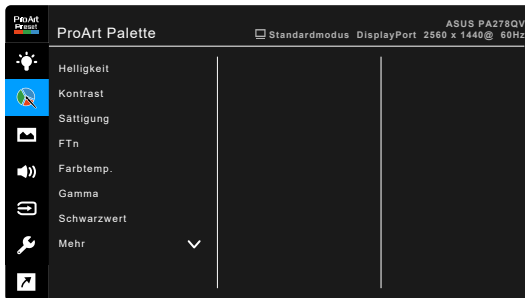 ProArt
Preset
ProArt Palette
ASUS PA278QV
Standardmodus DisplayPort 2560 x 1440@ 60Hz
Helligkeit
Kontrast
Sättigung
FTn
Farbtemp.
Gamma
Schwarzwert
Mehr